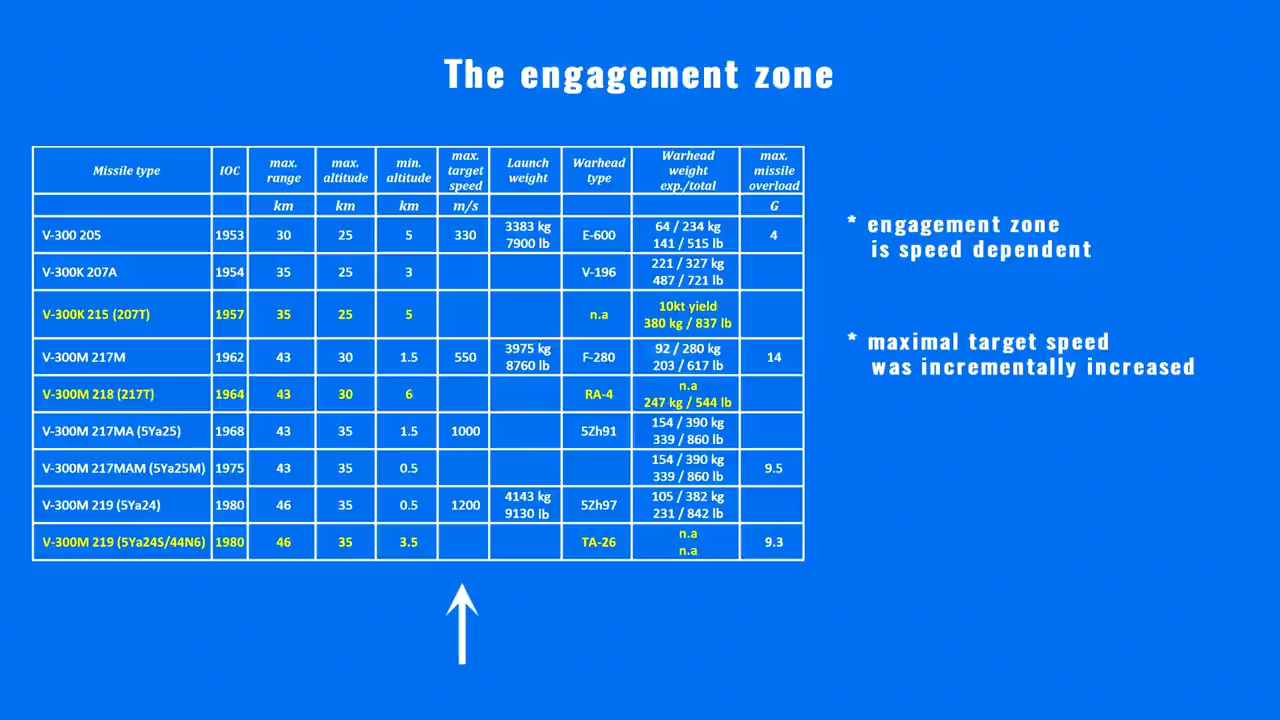 The engagement zone
Missile type IOC max. range max. altitude min. altitude max. target speed Launch weight Warhead type Warhead weight exp./total max. missile overload
km km km m/s G
V-300 205 1953 30 25 5 330 3383 kg 7900 lb E-600 64 / 234 kg 141 / 515 lb 4
V-300K 207A 1954 35 25 3 V-196 221 / 327 kg 487 / 721 lb
V-300K 215 (207T) 1957 35 25 5 n.a 10kt yield 380 kg / 837 lb
V-300M 217M 1962 43 30 1.5 550 3975 kg 8760 lb F-280 92 / 280 kg 203 / 617 lb 14
V-300M 218 (217T) 1964 43 30 6 RA-4 n.a 247 kg / 544 lb
V-300M 217MA (5Ya25) 1968 43 35 1.5 1000 5Zh91 154 / 390 kg 339 / 860 lb
V-300M 217MAM (5Ya25M) 1975 43 35 0.5 154 / 390 kg 339 / 860 lb 9.5
V-300M 219 (5Ya24) 1980 46 35 0.5 1200 4143 kg 9130 lb 5Zh97 105 / 382 kg 231 / 842 lb
V-300M 219 (5Ya24S/44N6) 1980 46 35 3.5 TA-26 n.a n.a 9.3
* engagement zone
is speed dependent
* maximal target speed
was incrementally increased